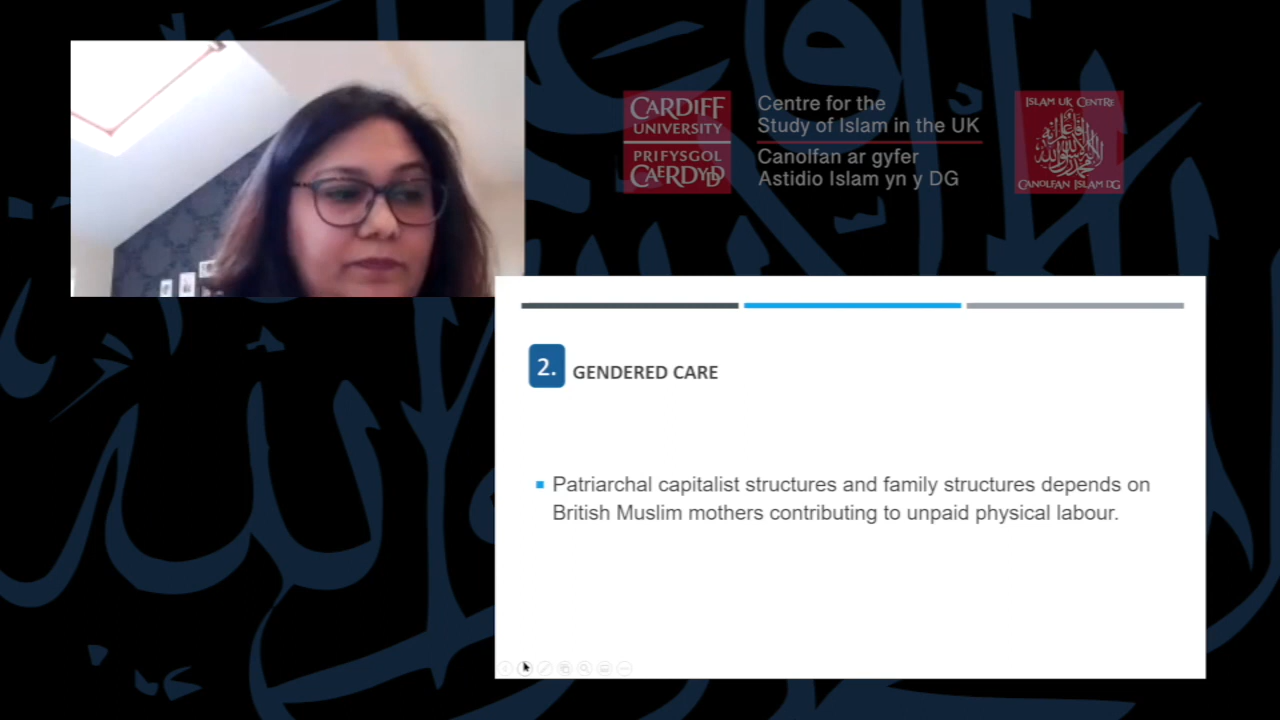 CARDIFF
UNIVERSITY
PRIFYSGOL
CAERDYDD
Centre for the
Study of Islam in the UK
Canolfan ar gyfer
Astidio Islam yn y DG
ISLAM UK CENTRE
CANOLFAN ISLAM DG
2. GENDERED CARE
Patriarchal capitalist structures and family structures depends on
British Muslim mothers contributing to unpaid physical labour.